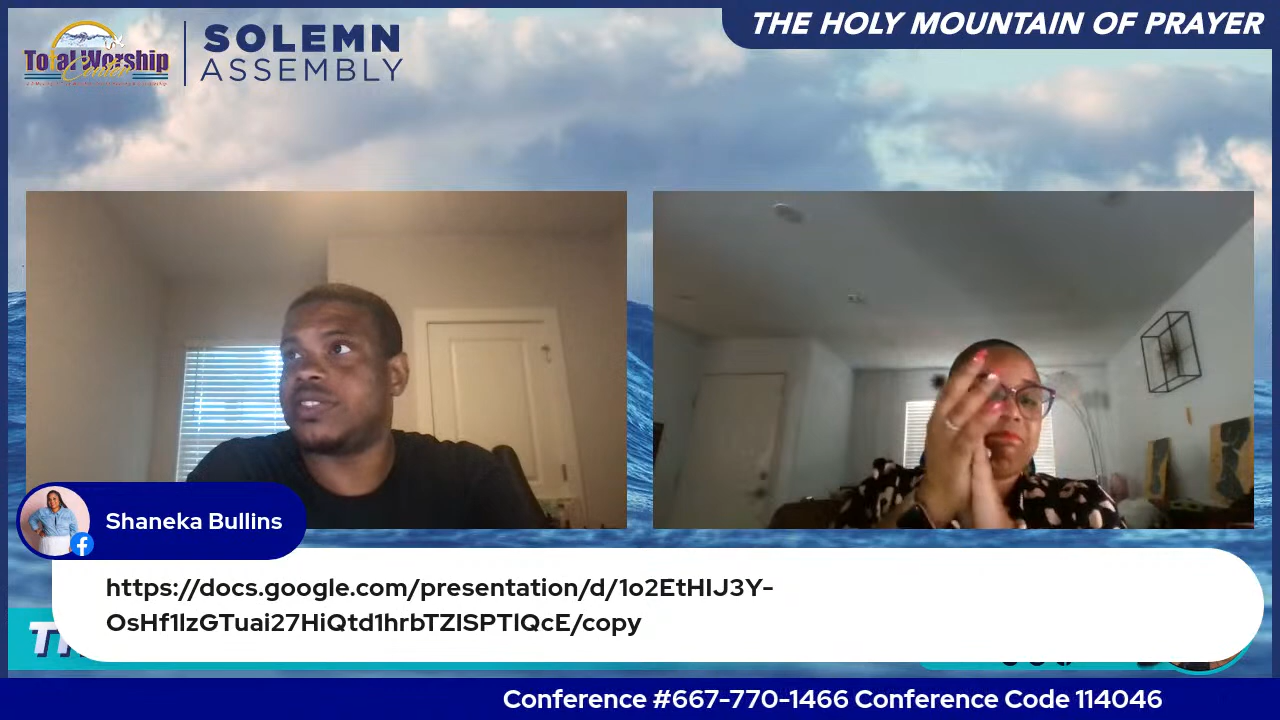 THE HOLY MOUNTAIN OF PRAYER
Total Worship
Center
SOLEMN
ASSEMBLY
Shaneka Bullins
https://docs.google.com/presentation/d/1o2EtHIJ3Y-
OsHf1lzGTuai27HiQtd1hrbTZISPTlQcE/copy
Conference #667-770-1466 Conference Code 114046